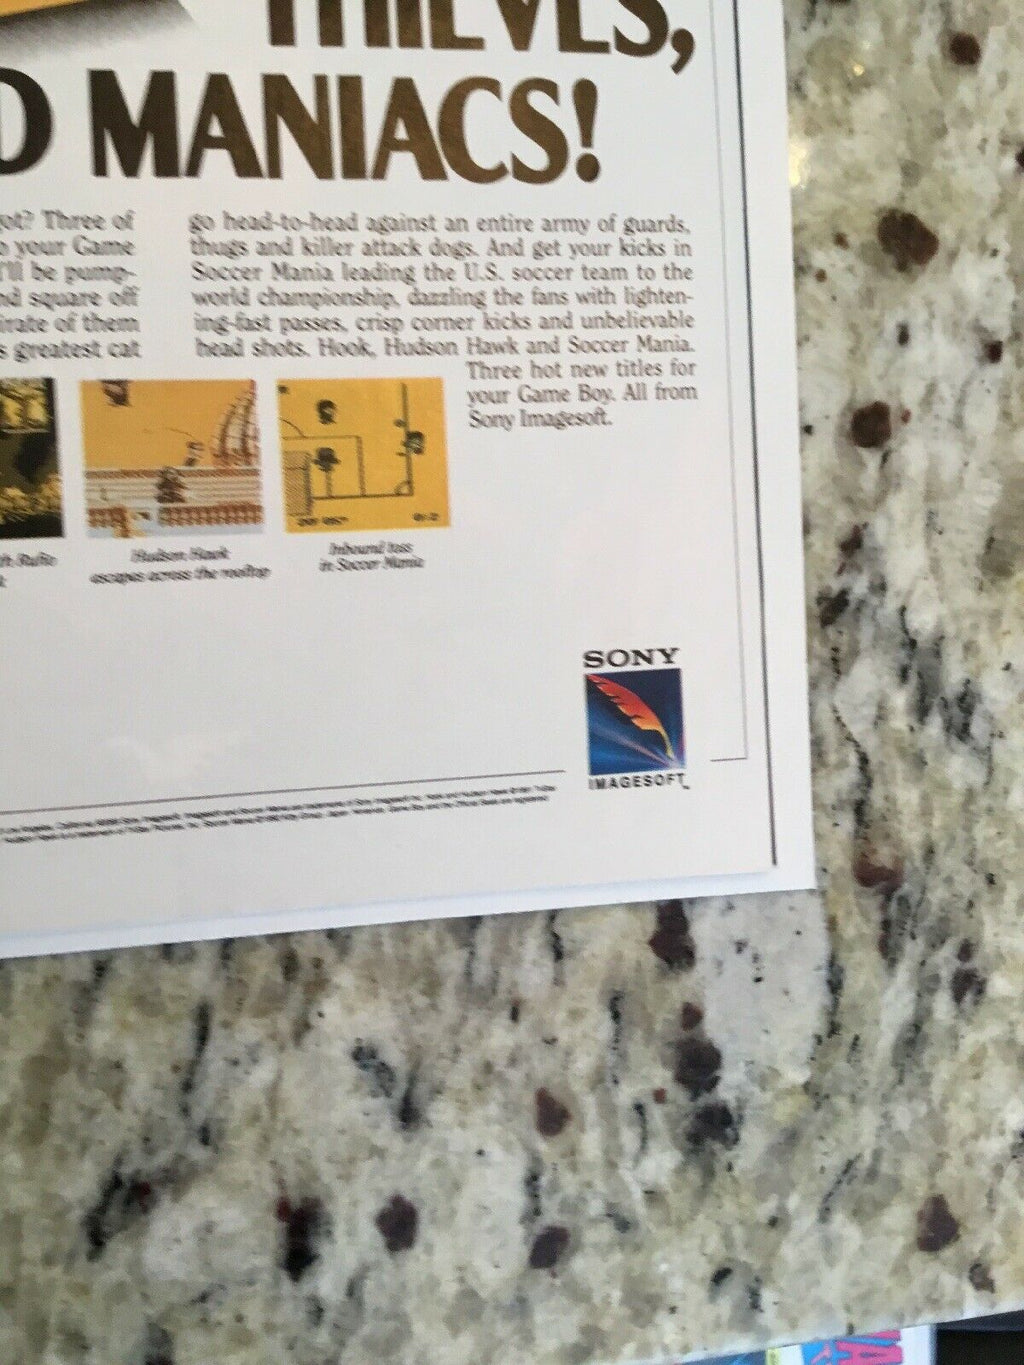 THIEVES,
D MANIACS!
got? Three of
your Game
'll be pump-
nd square off
irate of them
s greatest cat
go head-to-head against an entire army of guards,
thugs and killer attack dogs. And get your kicks in
Soccer Mania leading the U.S. soccer team to the
world championship, dazzling the fans with lighten-
ing-fast passes, crisp corner kicks and unbelievable
head shots. Hook, Hudson Hawk and Soccer Mania.
Three hot new titles for
your Game Boy. All from
Sony Imagesoft.
th Rufio
Hudson Hawk
escapes across the rooftop
Inbound toss
in Soccer Mania
SONY
IMAGESOFT